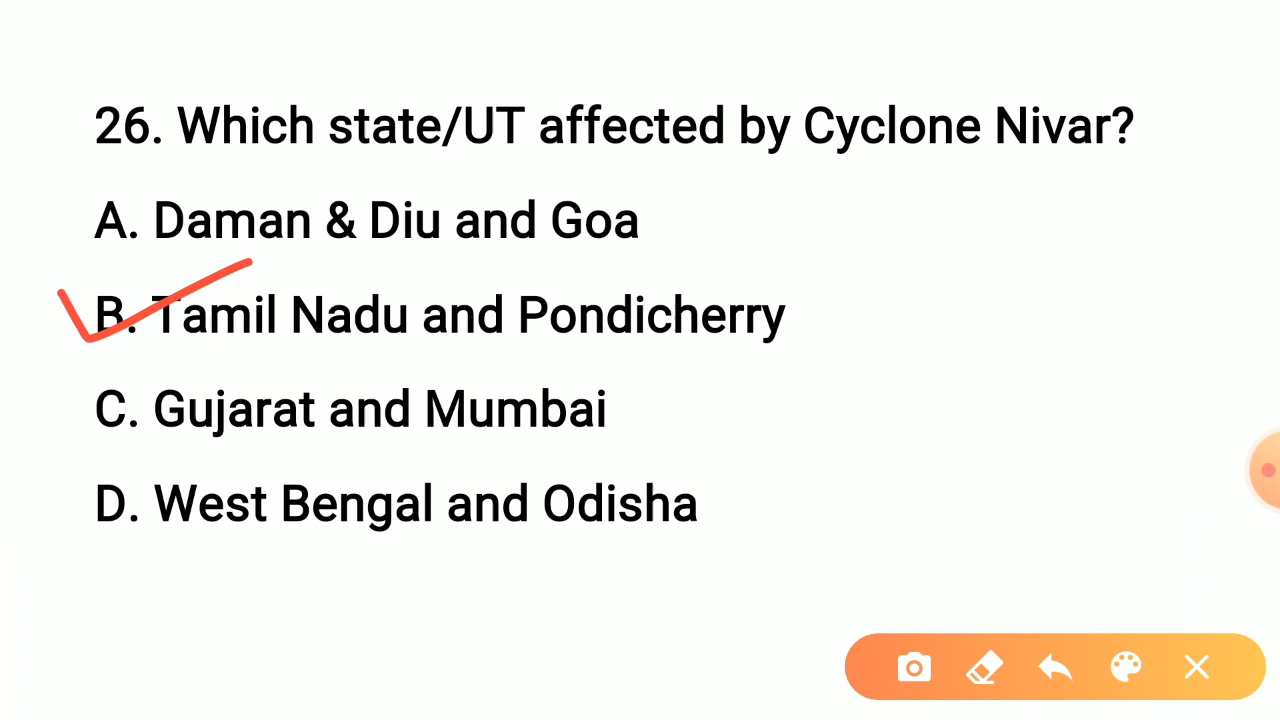 26. Which state/UT affected by Cyclone Nivar?
A. Daman & Diu and Goa
B. Tamil Nadu and Pondicherry
C. Gujarat and Mumbai
D. West Bengal and Odisha